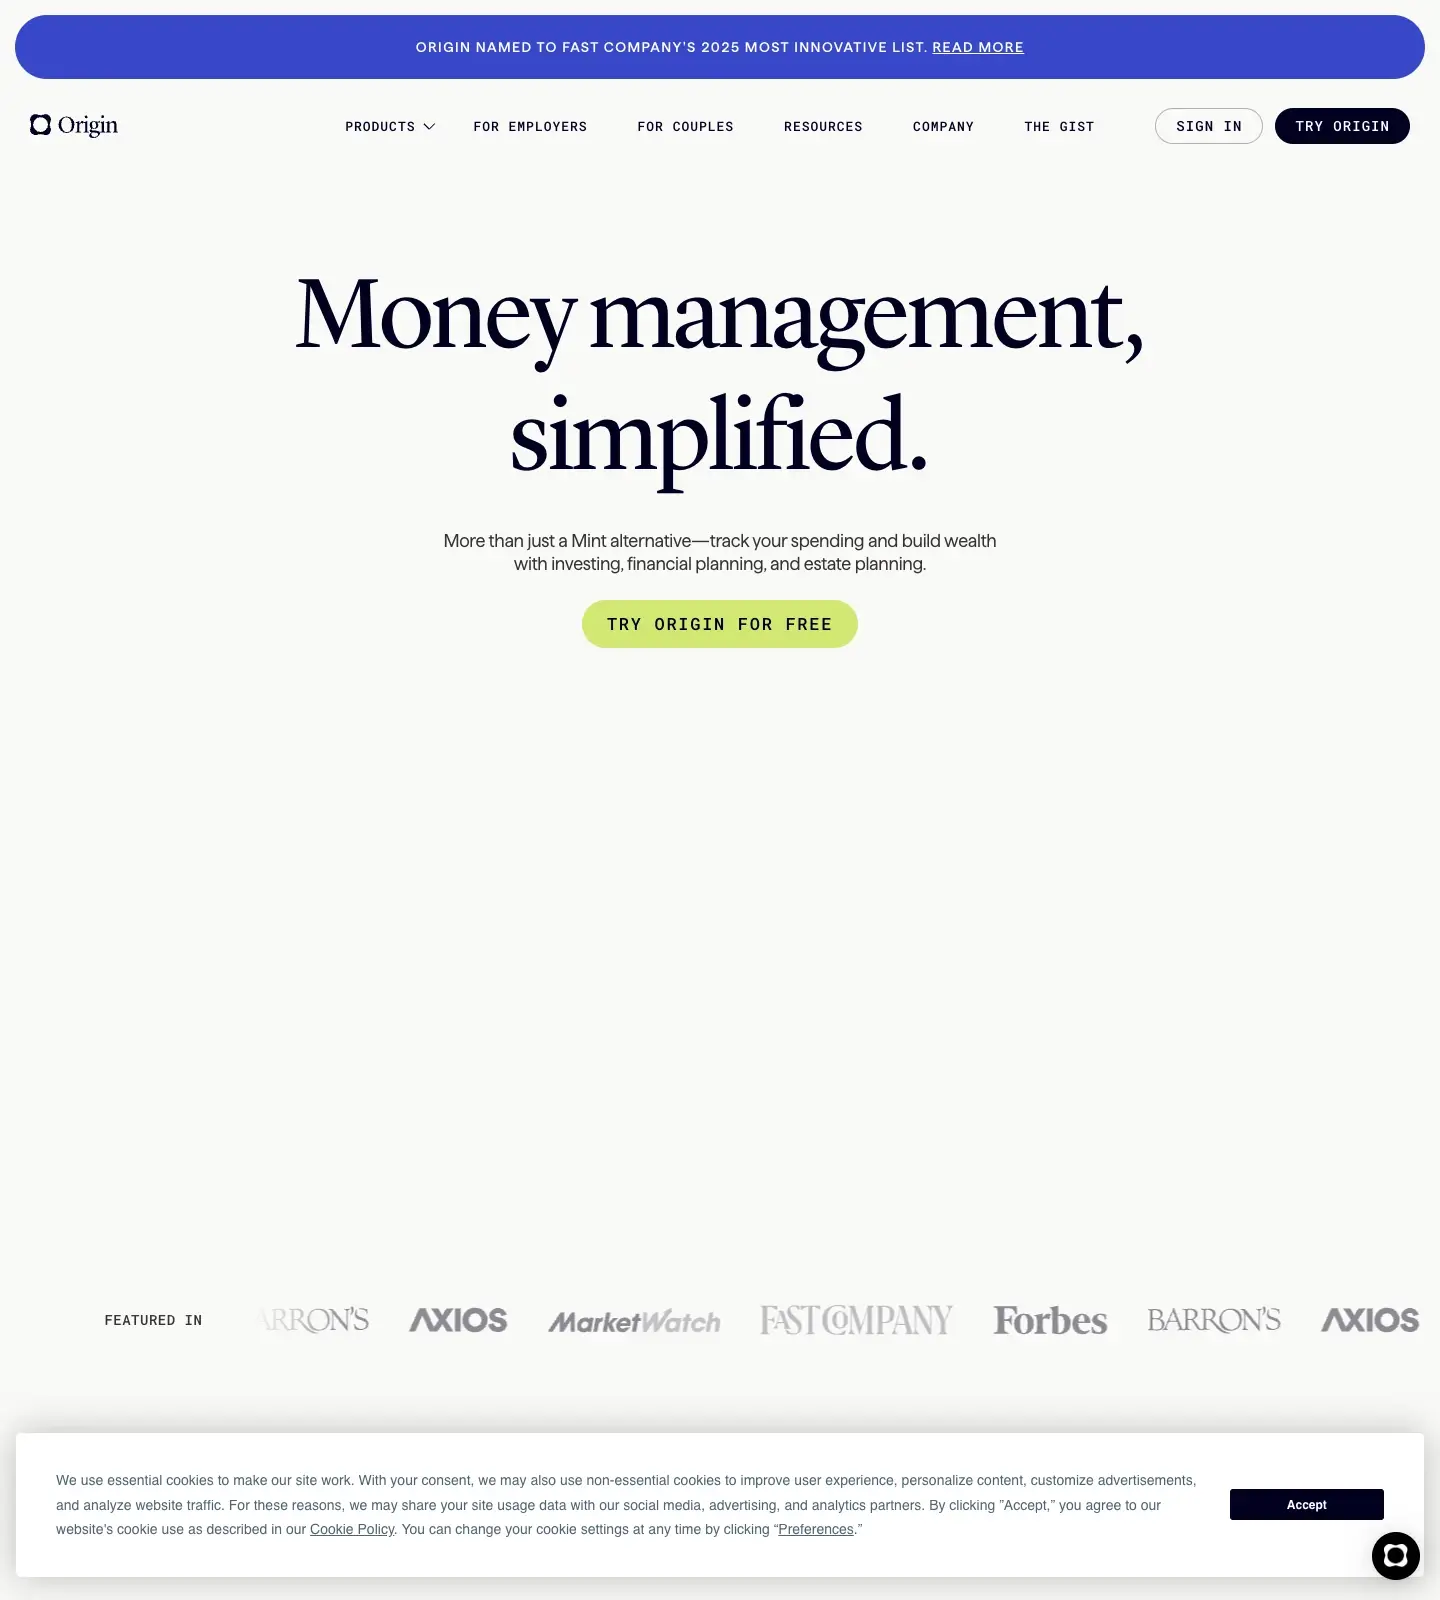 ORIGIN NAMED TO FAST COMPANY'S 2025 MOST INNOVATIVE LIST. READ MORE
Origin
PRODUCTS
FOR EMPLOYERS
FOR COUPLES
RESOURCES
COMPANY
THE GIST
SIGN IN
TRY ORIGIN
Money management,
simplified.
More than just a Mint alternative—track your spending and build wealth
with investing, financial planning, and estate planning.
TRY ORIGIN FOR FREE
FEATURED IN
ARRON'S
AXIOS
MarketWatch
FAST COMPANY
Forbes
BARRON'S
AXIOS
We use essential cookies to make our site work. With your consent, we may also use non-essential cookies to improve user experience, personalize content, customize advertisements,
and analyze website traffic. For these reasons, we may share your site usage data with our social media, advertising, and analytics partners. By clicking "Accept," you agree to our
website's cookie use as described in our Cookie Policy. You can change your cookie settings at any time by clicking “Preferences.”
Accept